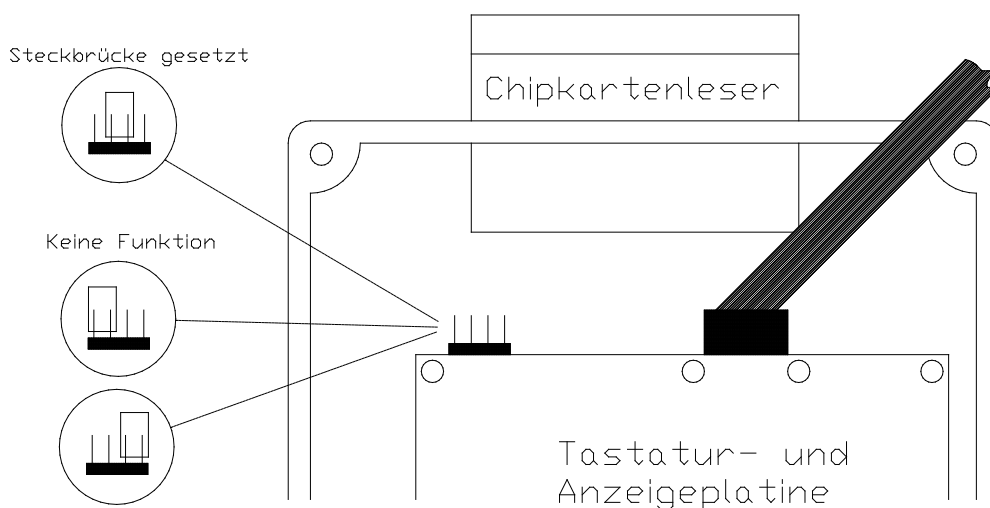 Steckbrücke gesetzt
Chipkartenleser
Keine Funktion
Tastatur- und
Anzeigeplatine